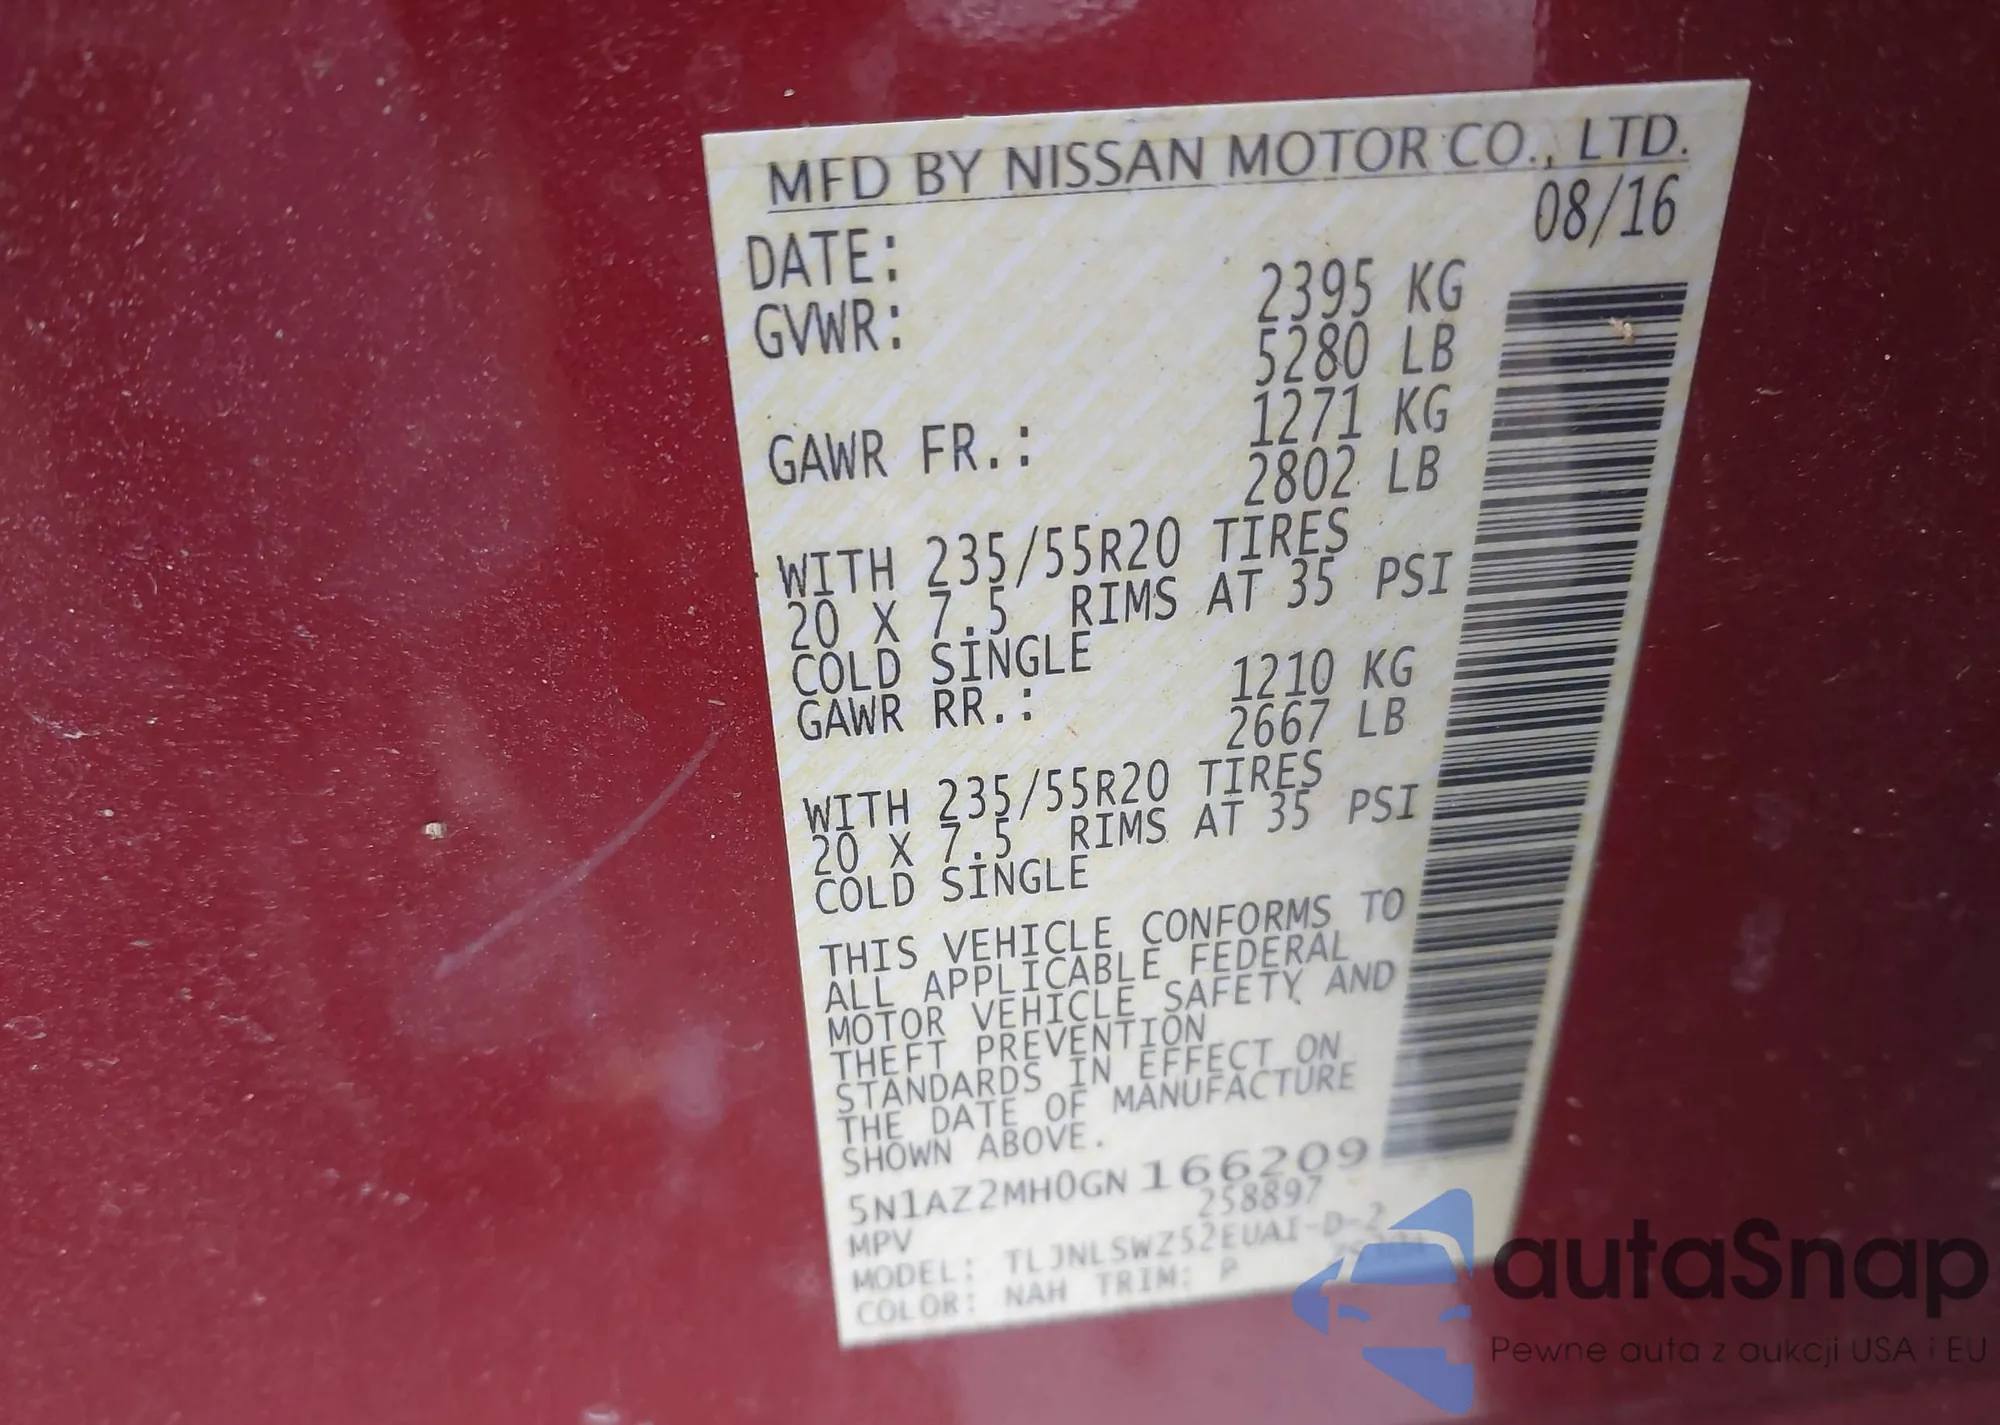 MFD BY NISSAN MOTOR CO., LTD.
DATE: 08/16
GVWR: 2395 KG
5280 LB
GAWR FR.: 1271 KG
2802 LB
WITH 235/55R20 TIRES
20 X 7.5 RIMS AT 35 PSI
COLD SINGLE
GAWR RR.: 1210 KG
2667 LB
WITH 235/55R20 TIRES
20 X 7.5 RIMS AT 35 PSI
COLD SINGLE
THIS VEHICLE CONFORMS TO
ALL APPLICABLE FEDERAL
MOTOR VEHICLE SAFETY AND
THEFT PREVENTION
STANDARDS IN EFFECT ON
THE DATE OF MANUFACTURE
SHOWN ABOVE.
5N1AZ2MH0GN 166209
MPV 258897
MODEL: TLJNLSWZ52EUAI-D-2
COLOR: NAH TRIM: P
autaSnap
Pewne auta z aukcji USA i EU